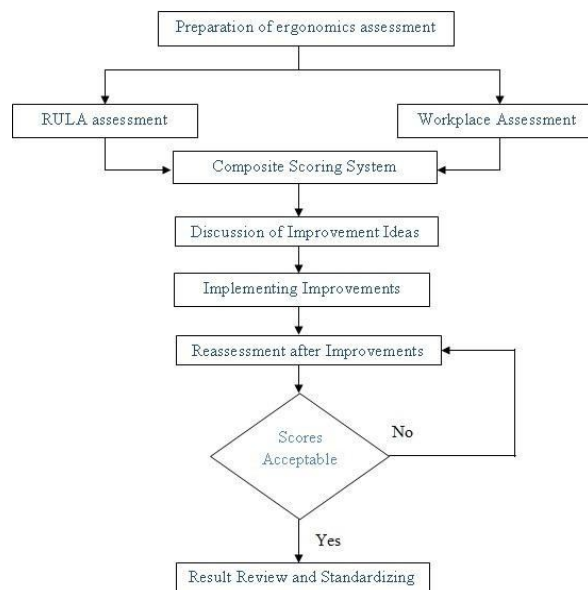 Preparation of ergonomics assessment
RULA assessment
Workplace Assessment
Composite Scoring System
Discussion of Improvement Ideas
Implementing Improvements
Reassessment after Improvements
Scores
Acceptable
No
Yes
Result Review and Standardizing